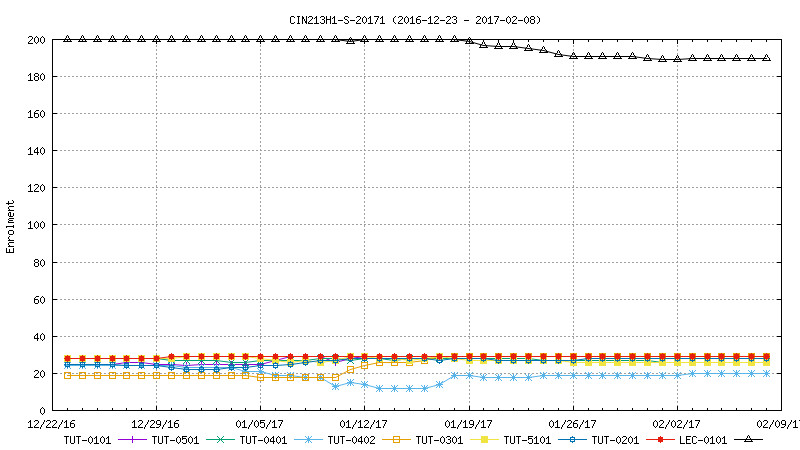 CIN213H1-S-20171 (2016-12-23 - 2017-02-08)
200
180
160
140
120
100
80
60
40
20
0
Enrolment
12/22/16 12/29/16 01/05/17 01/12/17 01/19/17 01/26/17 02/02/17 02/09/1
TUT-0101 TUT-0501 TUT-0401 TUT-0402 TUT-0301 TUT-5101 TUT-0201 LEC-0101